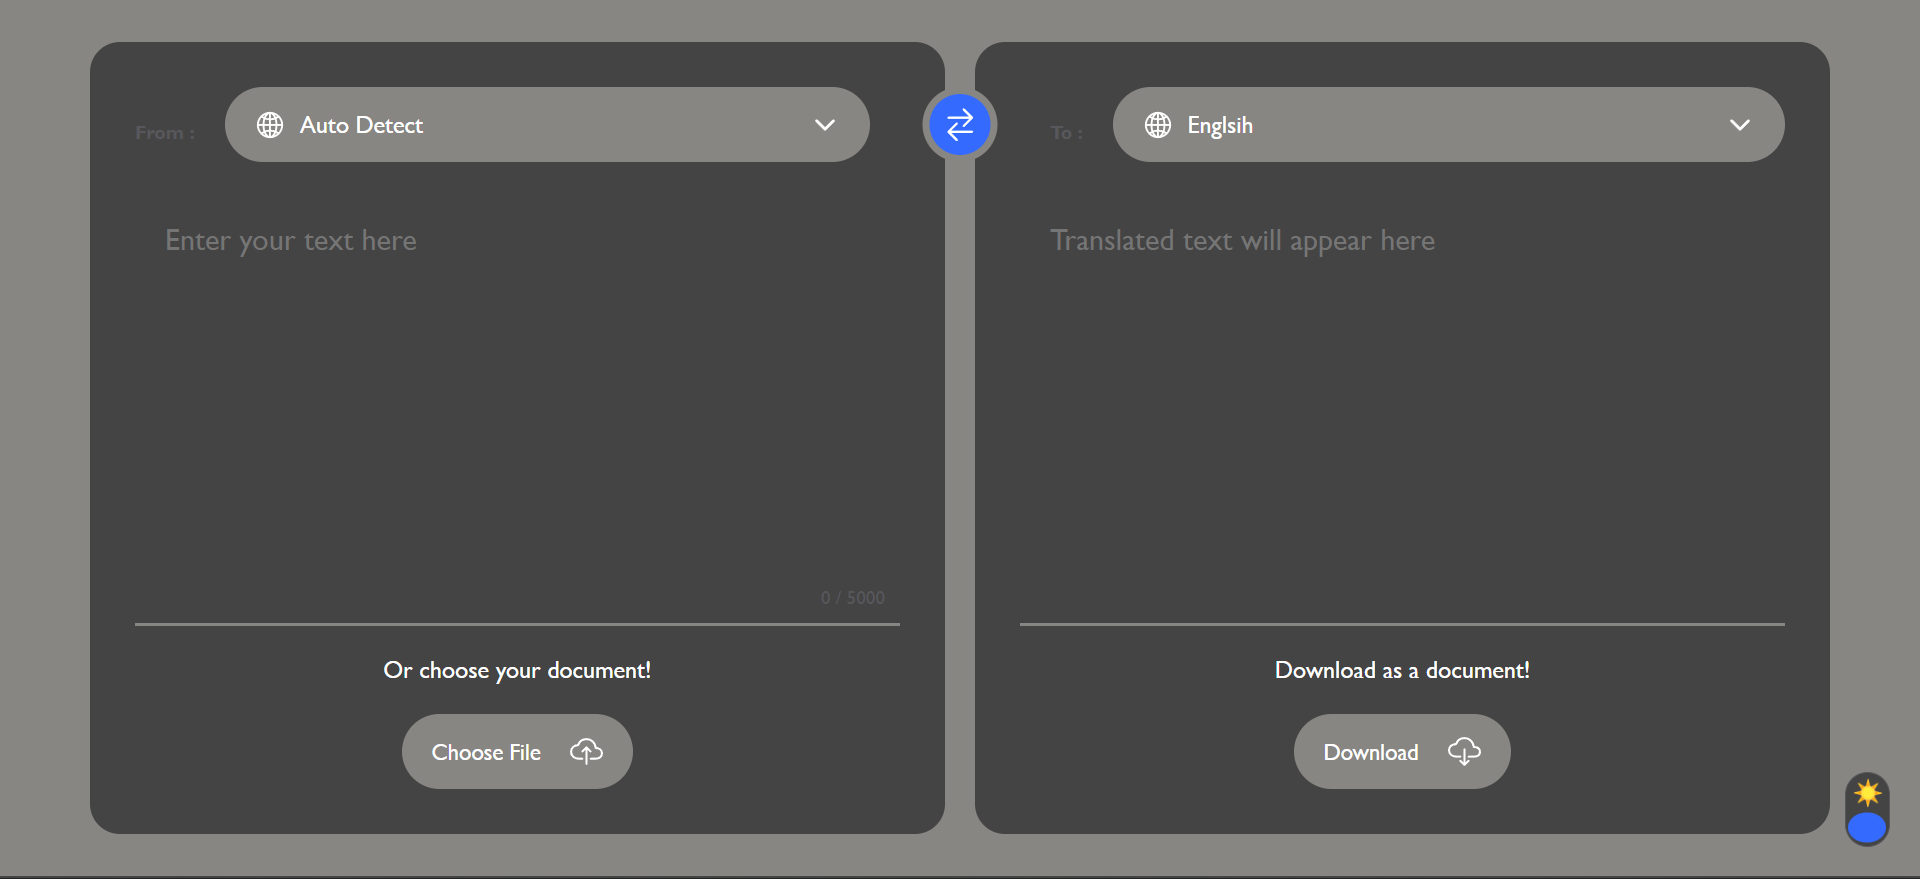 From :
Auto Detect
To :
Englsih
Enter your text here
Translated text will appear here
0 / 5000
Or choose your document!
Download as a document!
Choose File
Download